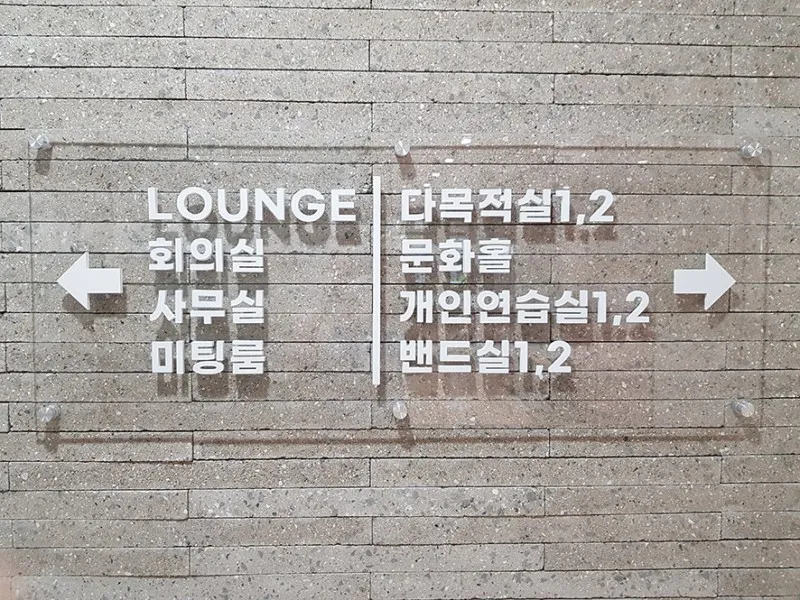 LOUNGE
회의실
사무실
미팅룸
다목적실1,2
문화홀
개인연습실1,2
밴드실1,2